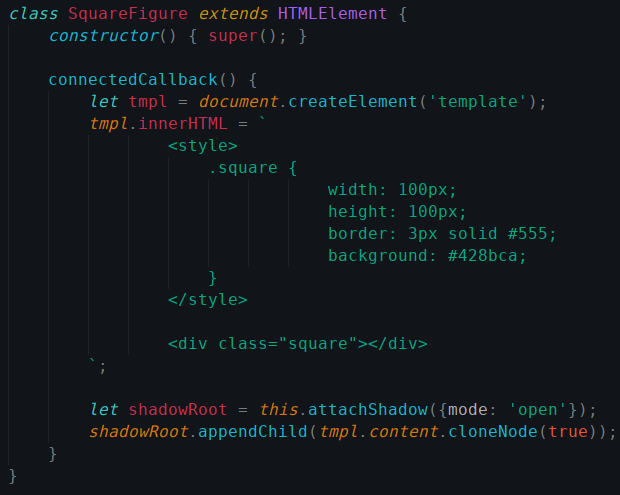 class SquareFigure extends HTMLElement {
    constructor() { super(); }
    connectedCallback() {
        let tmpl = document.createElement('template');
        tmpl.innerHTML = `
                <style>
                    .square {
                                width: 100px;
                                height: 100px;
                                border: 3px solid #555;
                                background: #428bca;
                    }
                </style>
                <div class="square"></div>
        `;
        let shadowRoot = this.attachShadow({mode: 'open'});
        shadowRoot.appendChild(tmpl.content.cloneNode(true));
    }
}